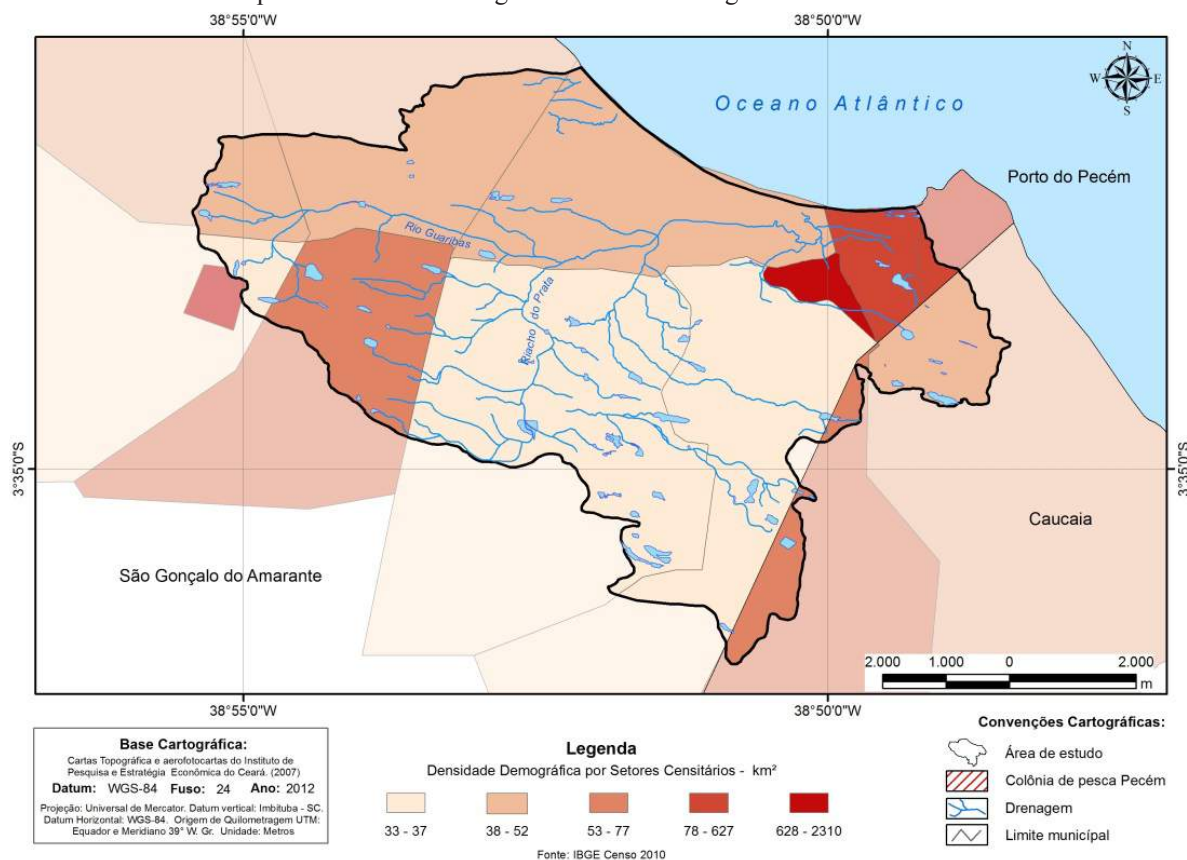 38°55'0"W
38°50'0"W
N
W E
S
Oceano Atlântico
Porto do Pecém
Rio Guaribas
Riacho do Prata
3°35'0"S
3°35'0"S
Caucaia
São Gonçalo do Amarante
2.000 1.000 0 2.000
m
38°55'0"W
38°50'0"W
Base Cartográfica:
Cartas Topográfica e aerofotocartas do Instituto de
Pesquisa e Estratégia Econômica do Ceará. (2007)
Datum: WGS-84 Fuso: 24 Ano: 2012
Projeção: Universal de Mercator. Datum vertical: Imbituba - SC.
Datum Horizontal: WGS-84. Origem de Quilometragem UTM:
Equador e Meridiano 39° W. Gr. Unidade: Metros
Legenda
Densidade Demográfica por Setores Censitários - km²
33 - 37
38 - 52
53 - 77
78 - 627
628 - 2310
Fonte: IBGE Censo 2010
Convenções Cartográficas:
Área de estudo
Colônia de pesca Pecém
Drenagem
Limite municípal